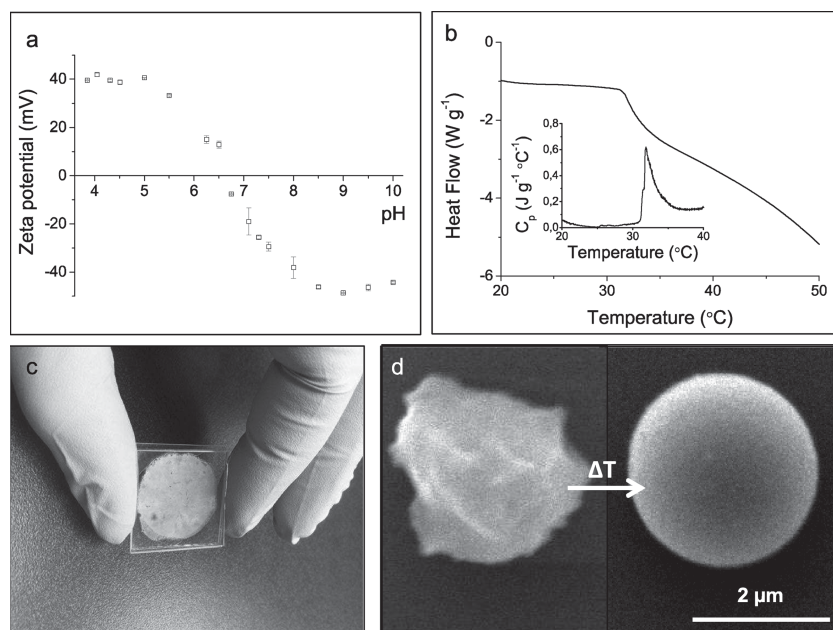 a
Zeta potential (mV)
40
20
0
-20
-40
4 5 6 7 8 9 10
pH
b
Heat Flow (W g⁻¹)
0
-2
-4
-6
20 30 40 50
Temperature (°C)
Cₚ (J g⁻¹ °C⁻¹)
0,8
0,6
0,4
0,2
0,0
20 30 40
Temperature (°C)
c
d
ΔT
2 µm